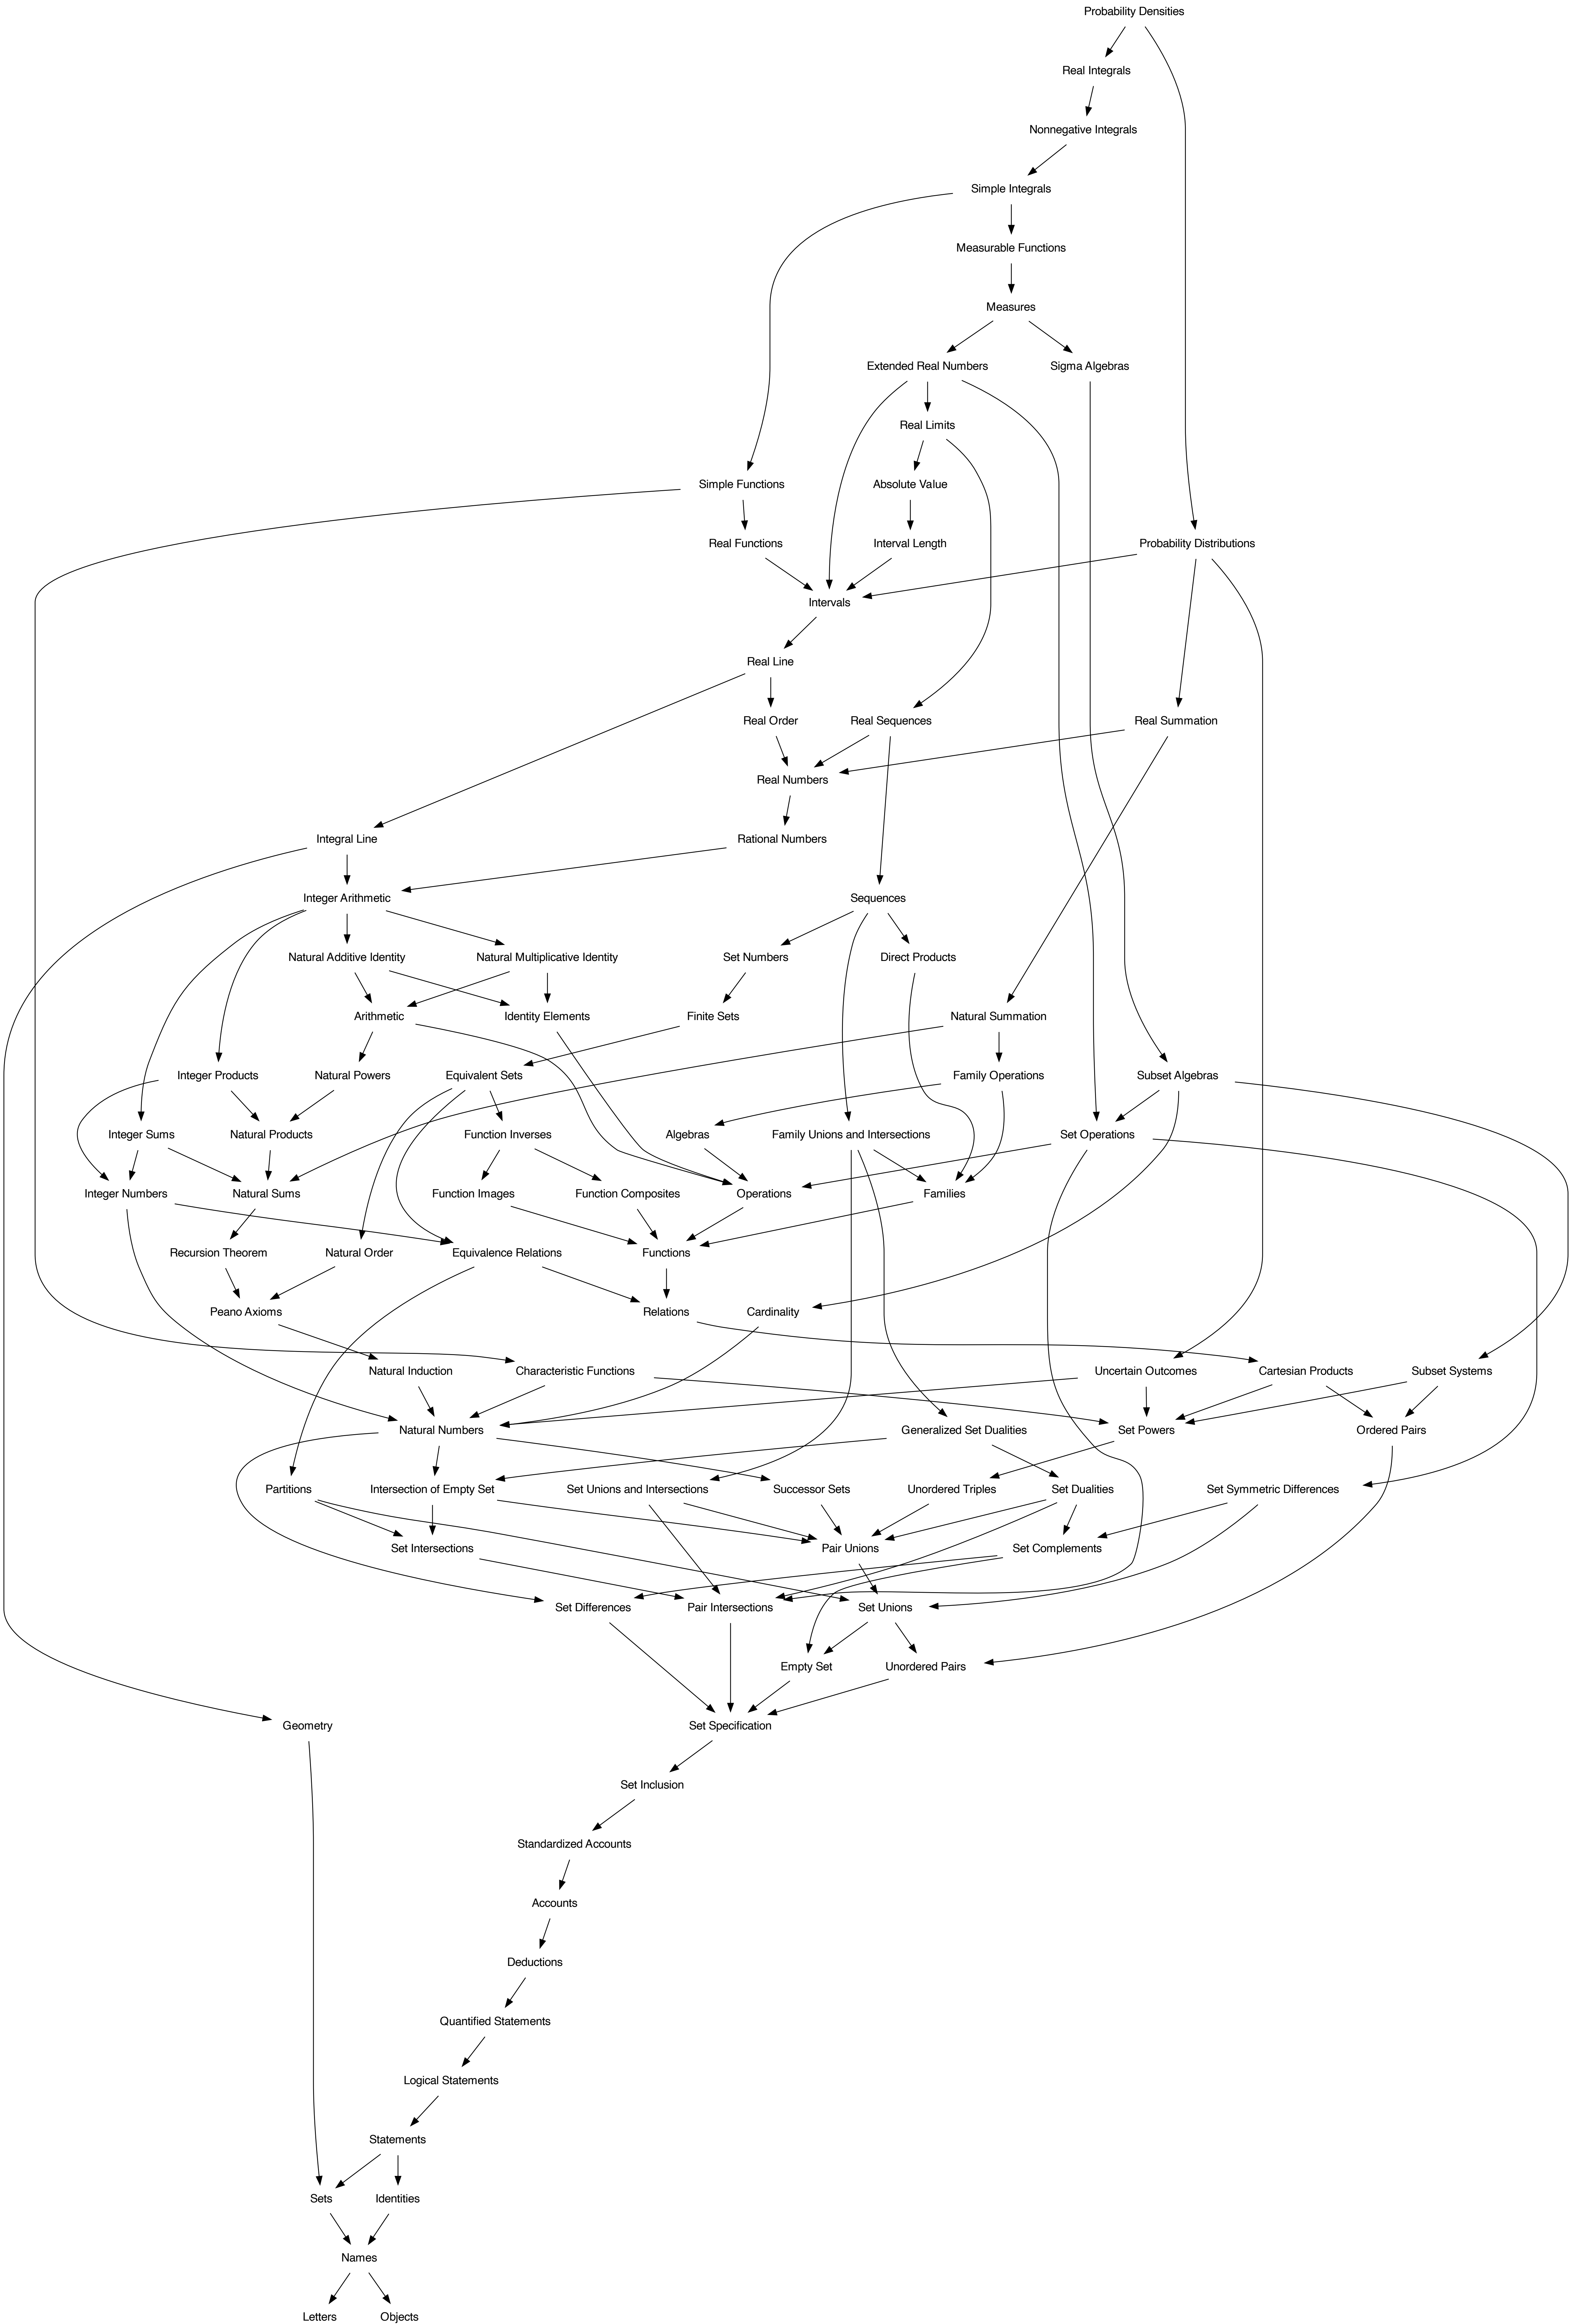 Probability Densities
Real Integrals
Nonnegative Integrals
Simple Integrals
Measurable Functions
Measures
Extended Real Numbers
Sigma Algebras
Real Limits
Simple Functions
Absolute Value
Real Functions
Interval Length
Probability Distributions
Intervals
Real Line
Real Order
Real Sequences
Real Summation
Real Numbers
Integral Line
Rational Numbers
Integer Arithmetic
Sequences
Natural Additive Identity
Natural Multiplicative Identity
Set Numbers
Direct Products
Arithmetic
Identity Elements
Finite Sets
Natural Summation
Integer Products
Natural Powers
Equivalent Sets
Family Operations
Subset Algebras
Integer Sums
Natural Products
Function Inverses
Algebras
Family Unions and Intersections
Set Operations
Integer Numbers
Natural Sums
Function Images
Function Composites
Operations
Families
Recursion Theorem
Natural Order
Equivalence Relations
Functions
Peano Axioms
Relations
Cardinality
Natural Induction
Characteristic Functions
Uncertain Outcomes
Cartesian Products
Subset Systems
Natural Numbers
Generalized Set Dualities
Set Powers
Ordered Pairs
Partitions
Intersection of Empty Set
Set Unions and Intersections
Successor Sets
Unordered Triples
Set Dualities
Set Symmetric Differences
Set Intersections
Pair Unions
Set Complements
Set Differences
Pair Intersections
Set Unions
Empty Set
Unordered Pairs
Geometry
Set Specification
Set Inclusion
Standardized Accounts
Accounts
Deductions
Quantified Statements
Logical Statements
Statements
Sets
Identities
Names
Letters
Objects